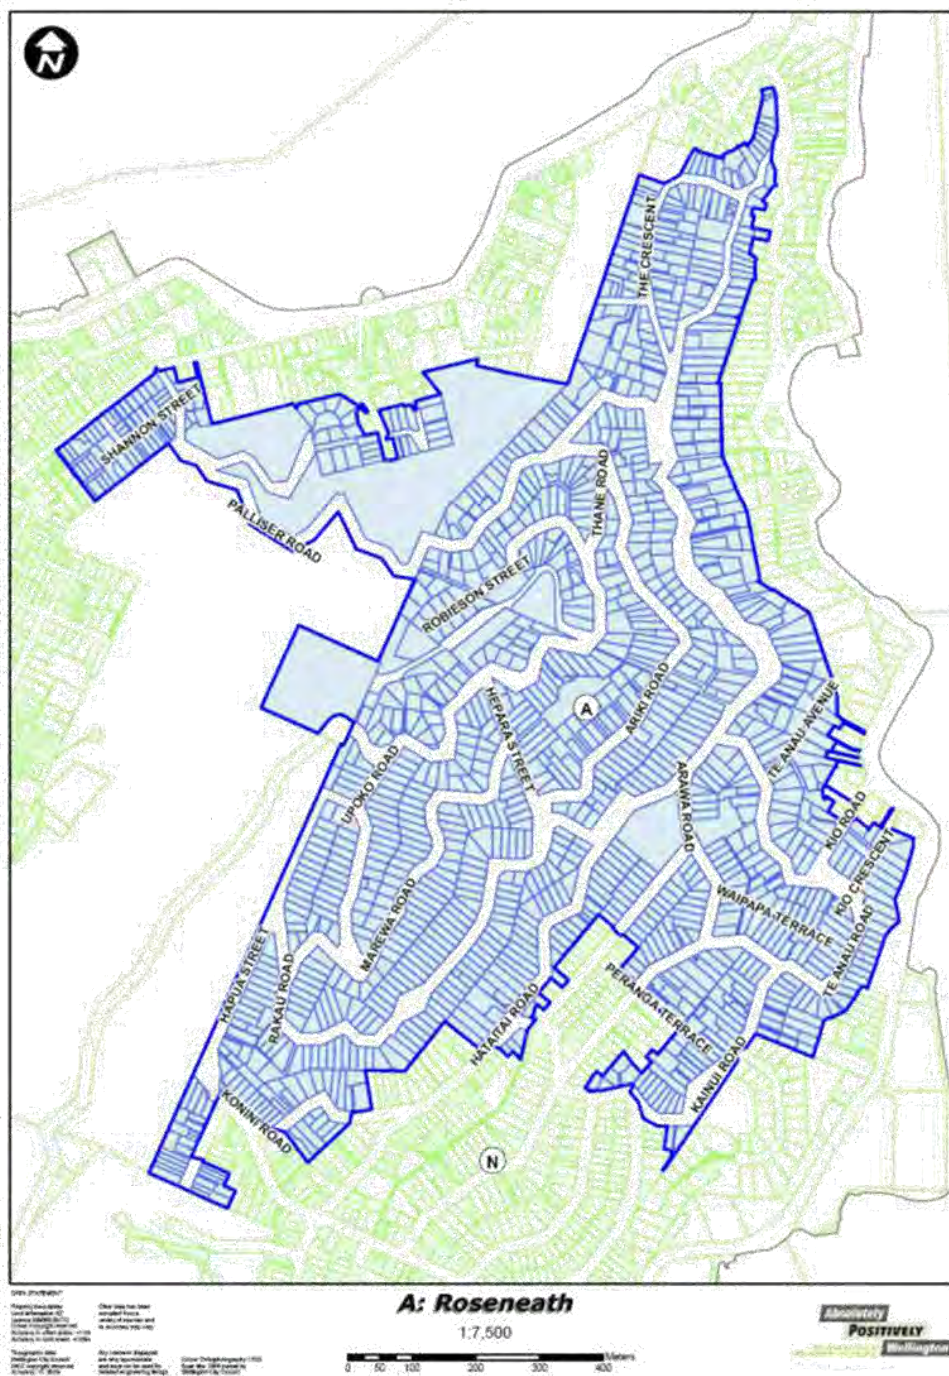 N
THE CRESCENT
SHANNON STREET
PALLISER ROAD
THANE ROAD
ROBIESON STREET
HEPARA STREET
A
ARIKI ROAD
TE ANAU AVENUE
UPOKO ROAD
ARAWA ROAD
KIO ROAD
KIO CRESCENT
MAREWA ROAD
WAIPAPA TERRACE
TE ANAU ROAD
HAPUA STREET
RAKAU ROAD
HATAITAI ROAD
PERANGA TERRACE
KAINUI ROAD
KONINI ROAD
N
A: Roseneath
1:7,500
0 50 100 200 300 400
Meters
Absolutely
POSITIVELY
Wellington